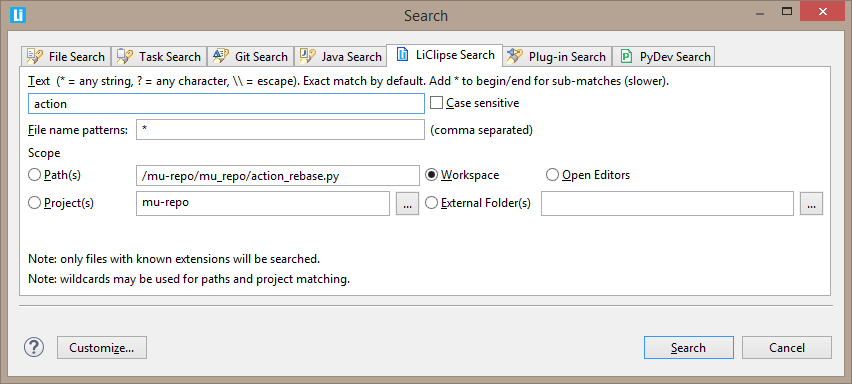 Li
Search
File Search
Task Search
Git Search
Java Search
Li
LiClipse Search
Plug-in Search
P
PyDev Search
Text (* = any string, ? = any character, \\ = escape). Exact match by default. Add * to begin/end for sub-matches (slower).
action
Case sensitive
File name patterns: * (comma separated)
Scope
Path(s) /mu-repo/mu_repo/action_rebase.py Workspace Open Editors
Project(s) mu-repo ... External Folder(s) ...
Note: only files with known extensions will be searched.
Note: wildcards may be used for paths and project matching.
? Customize... Search Cancel